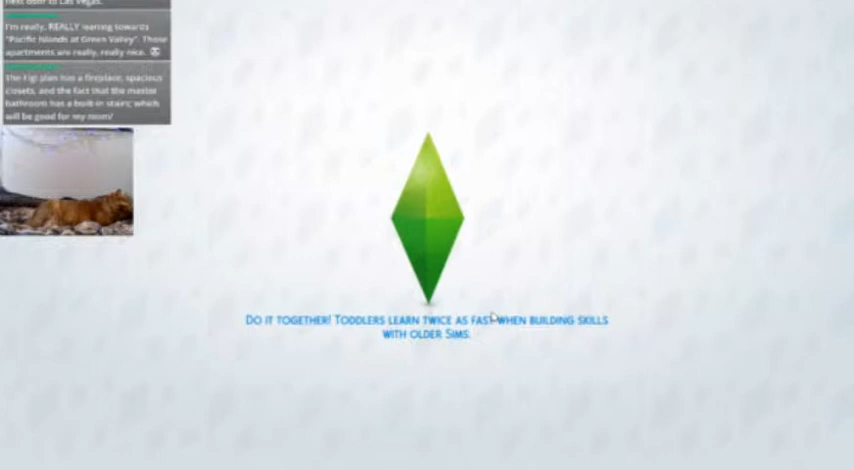 next door to Las Vegas.
I'm really, REALLY leaning towards
"Pacific Islands at Green Valley". Those
apartments are really, really nice.
The Figi plan has a fireplace, spacious
closets, and the fact that the master
bathroom has a built-in stairs; which
will be good for my room!
DO IT TOGETHER! TODDLERS LEARN TWICE AS FAST WHEN BUILDING SKILLS
WITH OLDER SIMS.